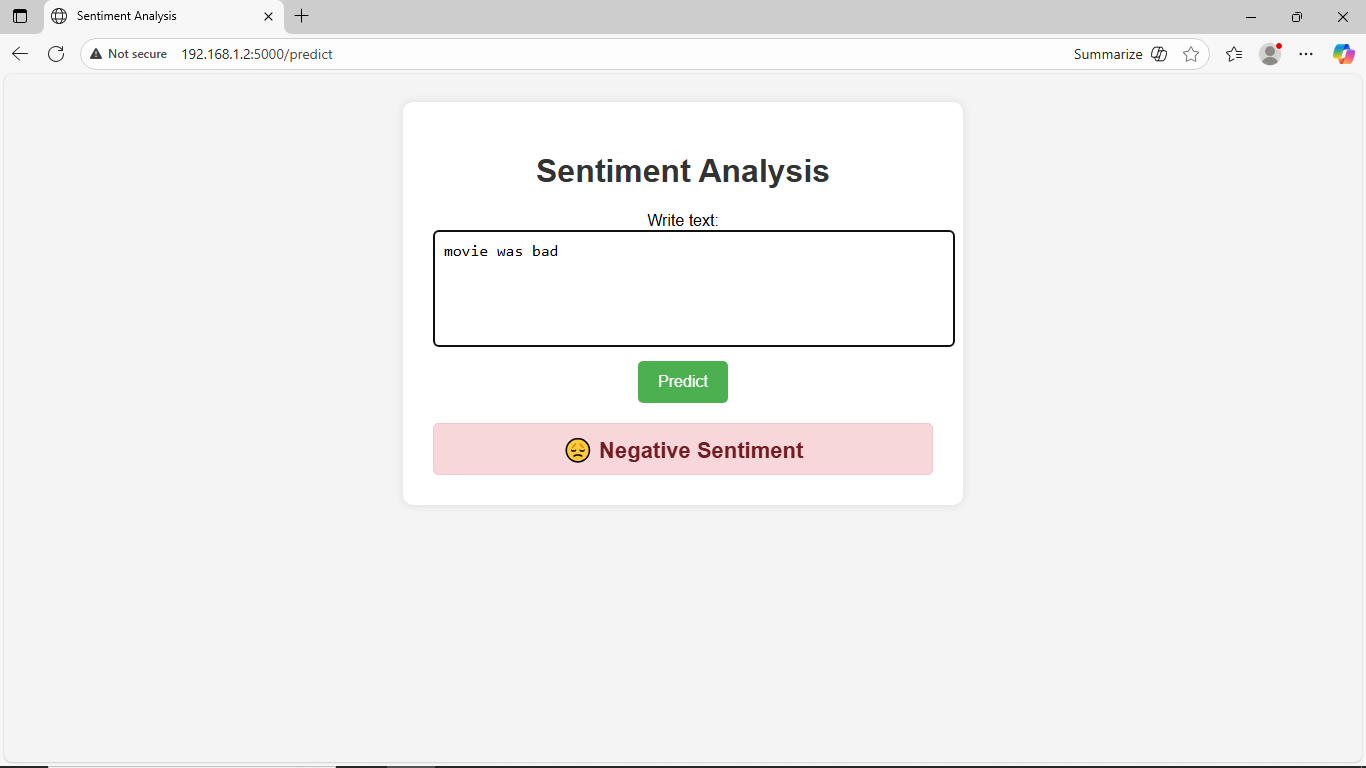 Sentiment Analysis
Not secure 192.168.1.2:5000/predict Summarize
Sentiment Analysis
Write text:
movie was bad
Predict
😔 Negative Sentiment